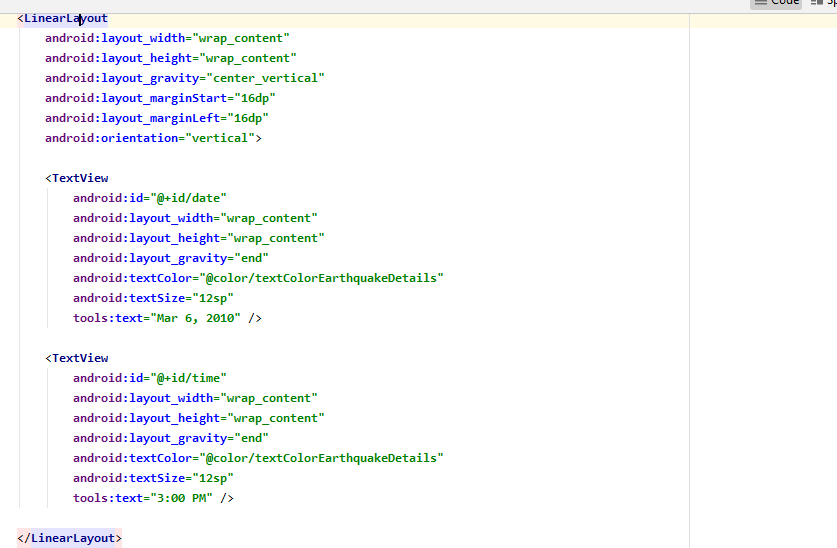 Code
<LinearLayout
    android:layout_width="wrap_content"
    android:layout_height="wrap_content"
    android:layout_gravity="center_vertical"
    android:layout_marginStart="16dp"
    android:layout_marginLeft="16dp"
    android:orientation="vertical">

    <TextView
        android:id="@+id/date"
        android:layout_width="wrap_content"
        android:layout_height="wrap_content"
        android:layout_gravity="end"
        android:textColor="@color/textColorEarthquakeDetails"
        android:textSize="12sp"
        tools:text="Mar 6, 2010" />

    <TextView
        android:id="@+id/time"
        android:layout_width="wrap_content"
        android:layout_height="wrap_content"
        android:layout_gravity="end"
        android:textColor="@color/textColorEarthquakeDetails"
        android:textSize="12sp"
        tools:text="3:00 PM" />

</LinearLayout>